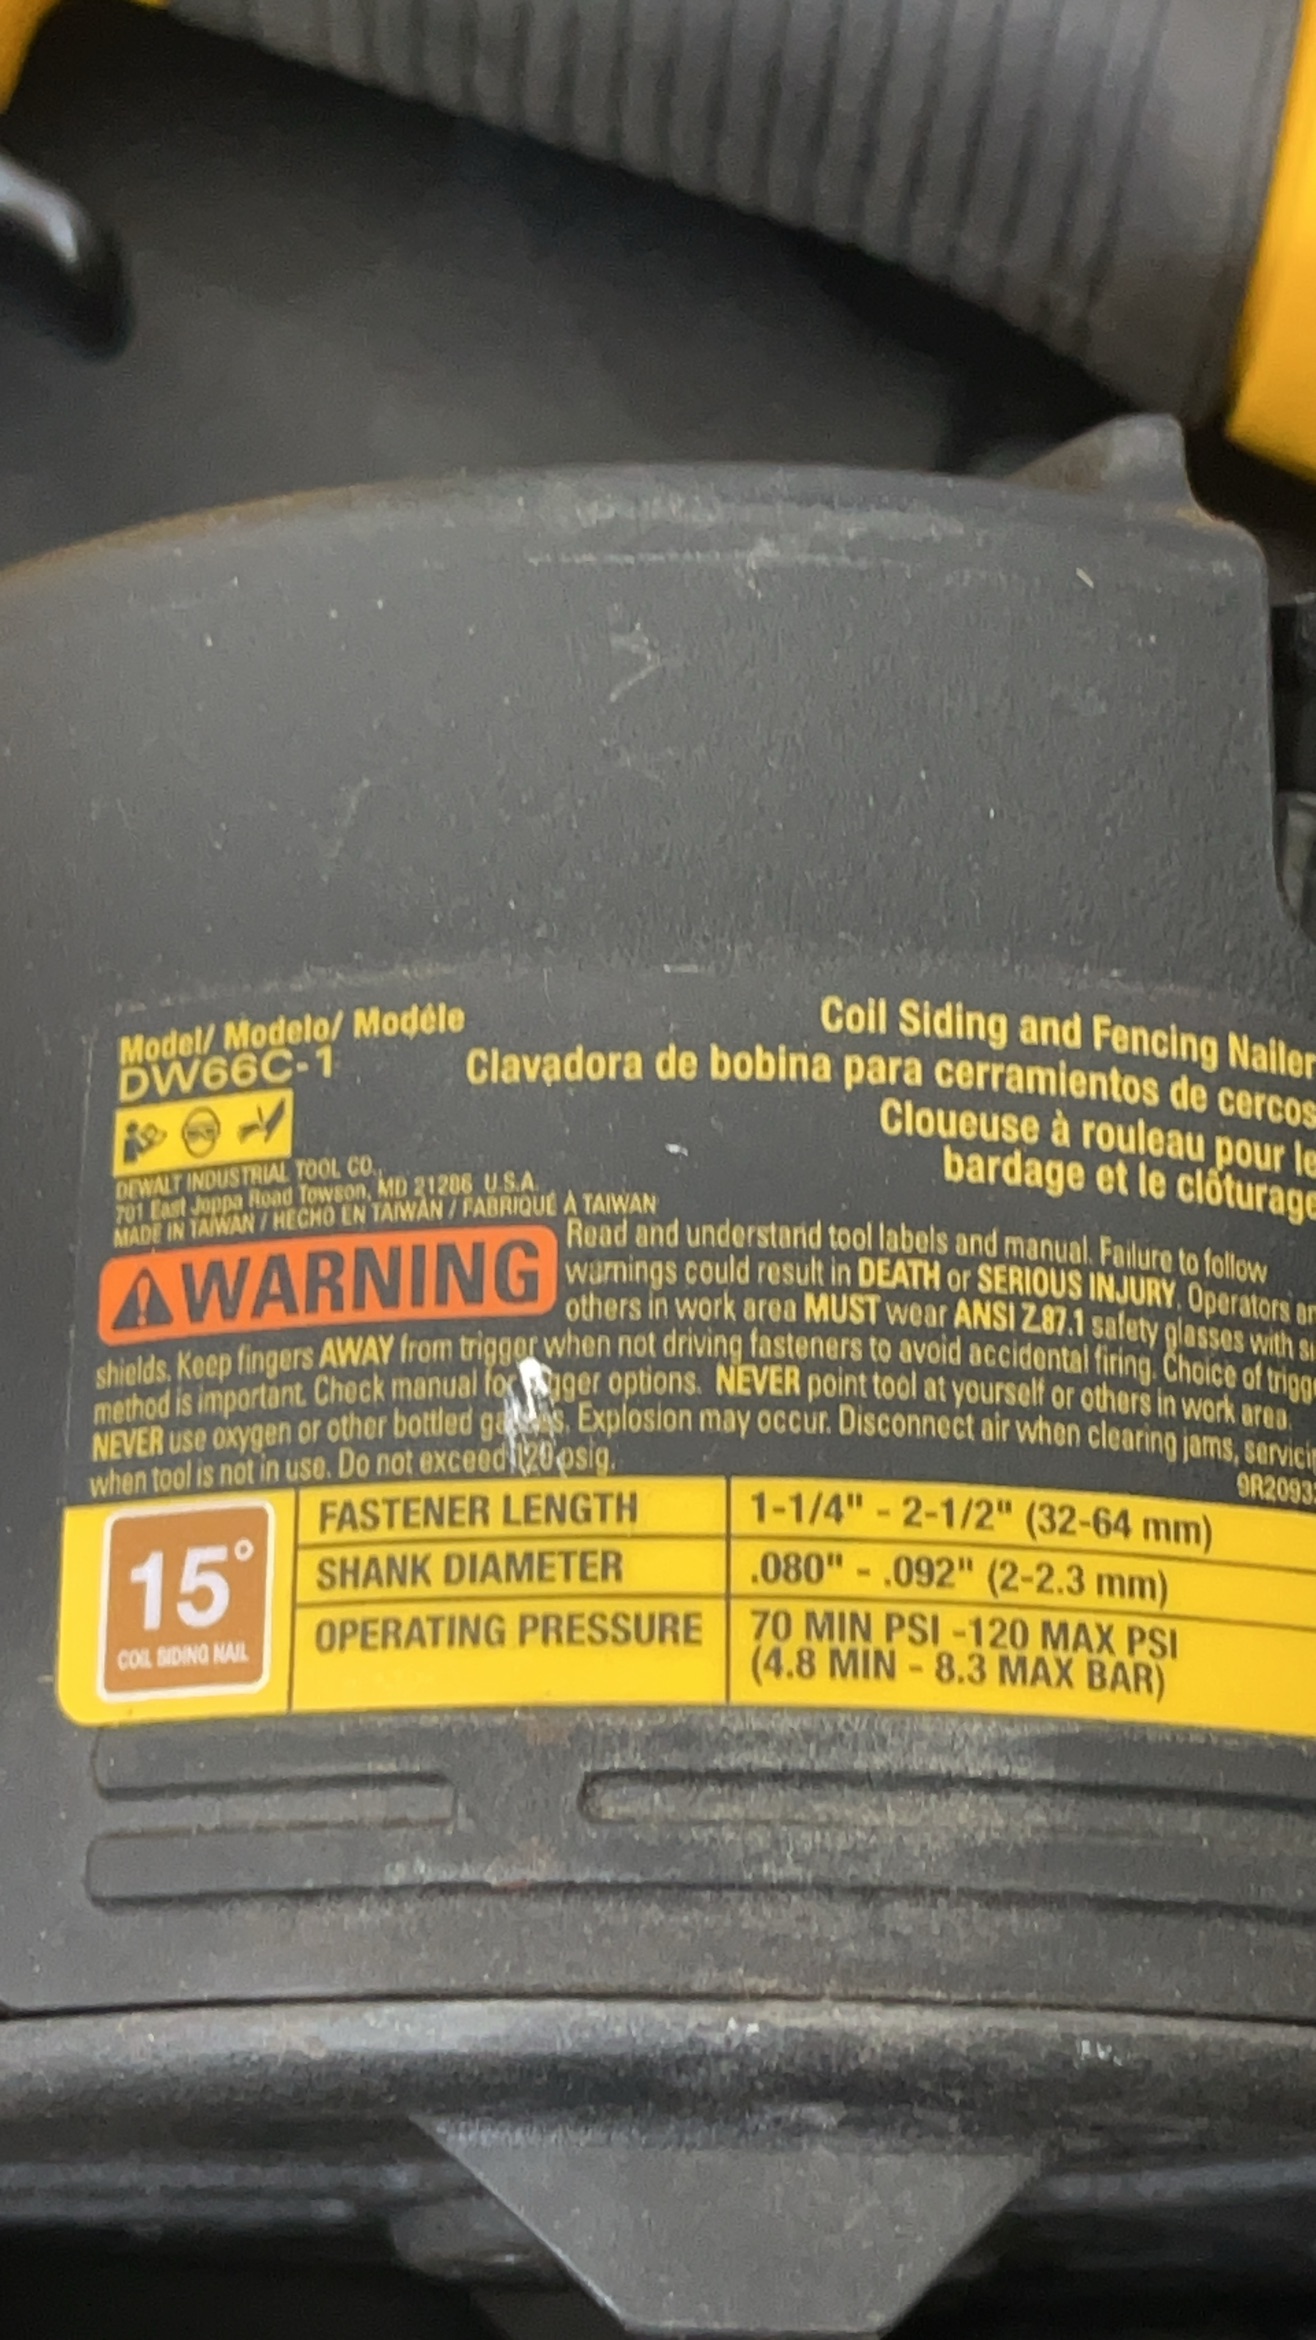 Model/ Modelo/ Modéle
DW66C-1
Coil Siding and Fencing Nailer
Clavadora de bobina para cerramientos de cercos
Cloueuse à rouleau pour le
bardage et le clôturage
DEWALT INDUSTRIAL TOOL CO.,
701 East Joppa Road Towson, MD 21286 U.S.A.
MADE IN TAIWAN / HECHO EN TAIWAN / FABRIQUÉ À TAIWAN
WARNING
Read and understand tool labels and manual. Failure to follow
warnings could result in DEATH or SERIOUS INJURY. Operators
others in work area MUST wear ANSI Z87.1 safety glasses with
shields. Keep fingers AWAY from trigger when not driving fasteners to avoid accidental firing. Choice of
method is important. Check manual for options. NEVER point tool at yourself or others in work area.
NEVER use oxygen or other bottled Explosion may occur. Disconnect air when clearing jams,
when tool is not in use. Do not exceed 120 psig.
9R2093
15°
COIL SIDING NAIL
FASTENER LENGTH 1-1/4" - 2-1/2" (32-64 mm)
SHANK DIAMETER .080" - .092" (2-2.3 mm)
OPERATING PRESSURE 70 MIN PSI -120 MAX PSI
(4.8 MIN - 8.3 MAX BAR)